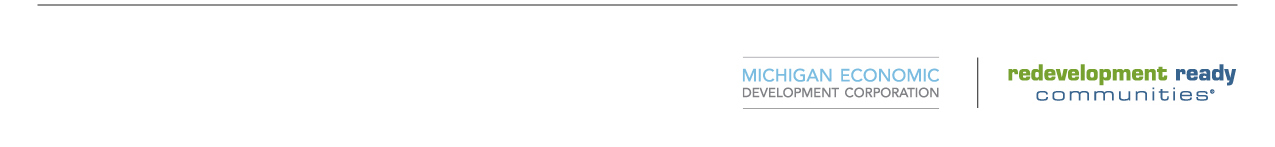 MICHIGAN ECONOMIC
DEVELOPMENT CORPORATION
redevelopment ready
communities®